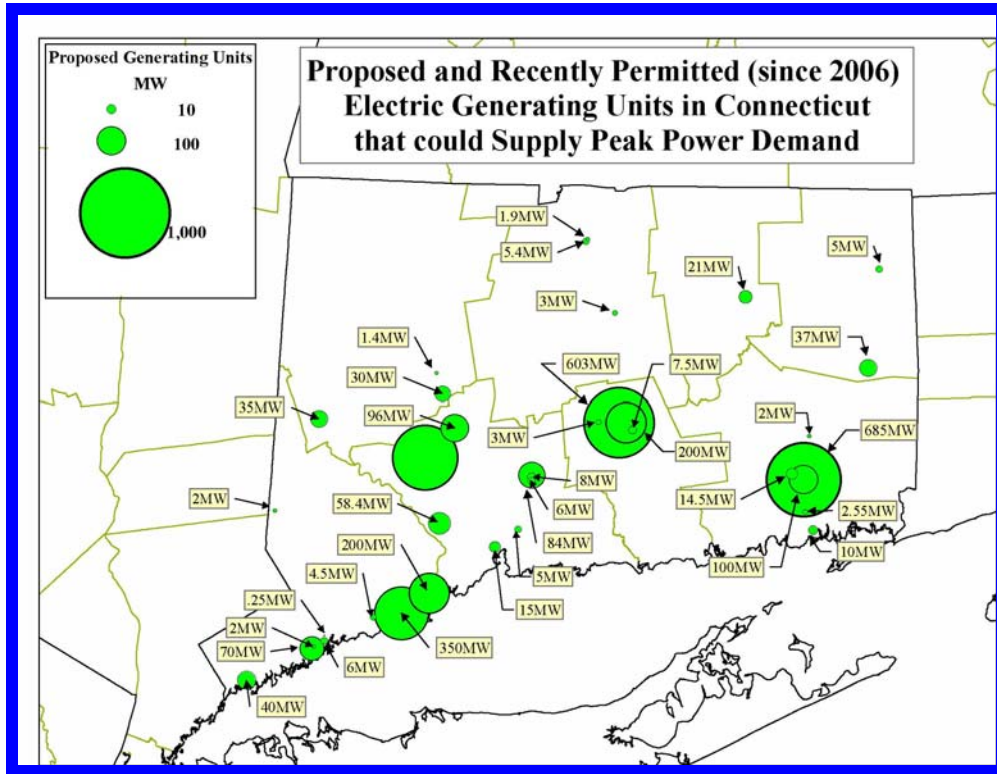 Proposed Generating Units
MW
10
100
1,000
Proposed and Recently Permitted (since 2006)
Electric Generating Units in Connecticut
that could Supply Peak Power Demand
1.9MW
5.4MW
5MW
21MW
3MW
1.4MW
37MW
603MW
7.5MW
30MW
35MW
96MW
2MW
3MW
685MW
200MW
8MW
14.5MW
2MW
58.4MW
6MW
2.55MW
200MW
84MW
10MW
100MW
4.5MW
5MW
.25MW
15MW
2MW
70MW
6MW
350MW
40MW